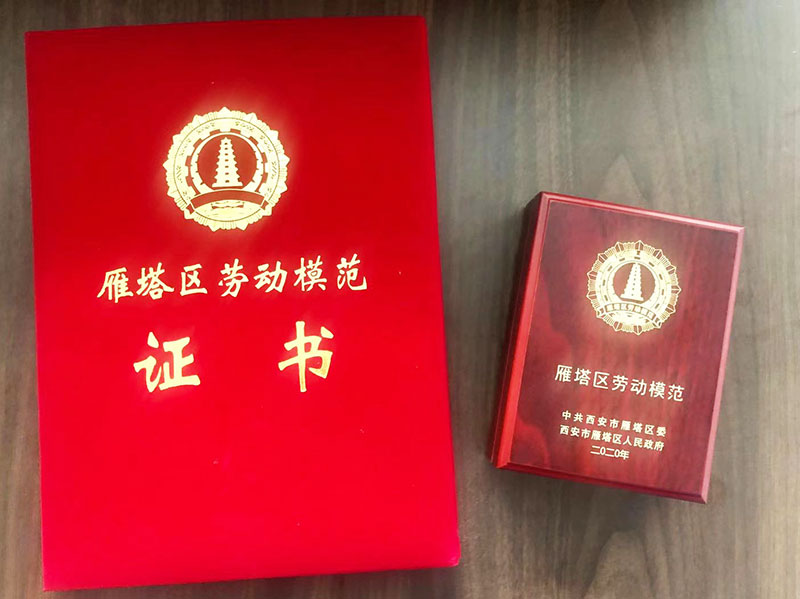 雁塔区劳动模范
证书
雁塔区劳动模范
中共西安市雁塔区委
西安市雁塔区人民政府
二〇二〇年